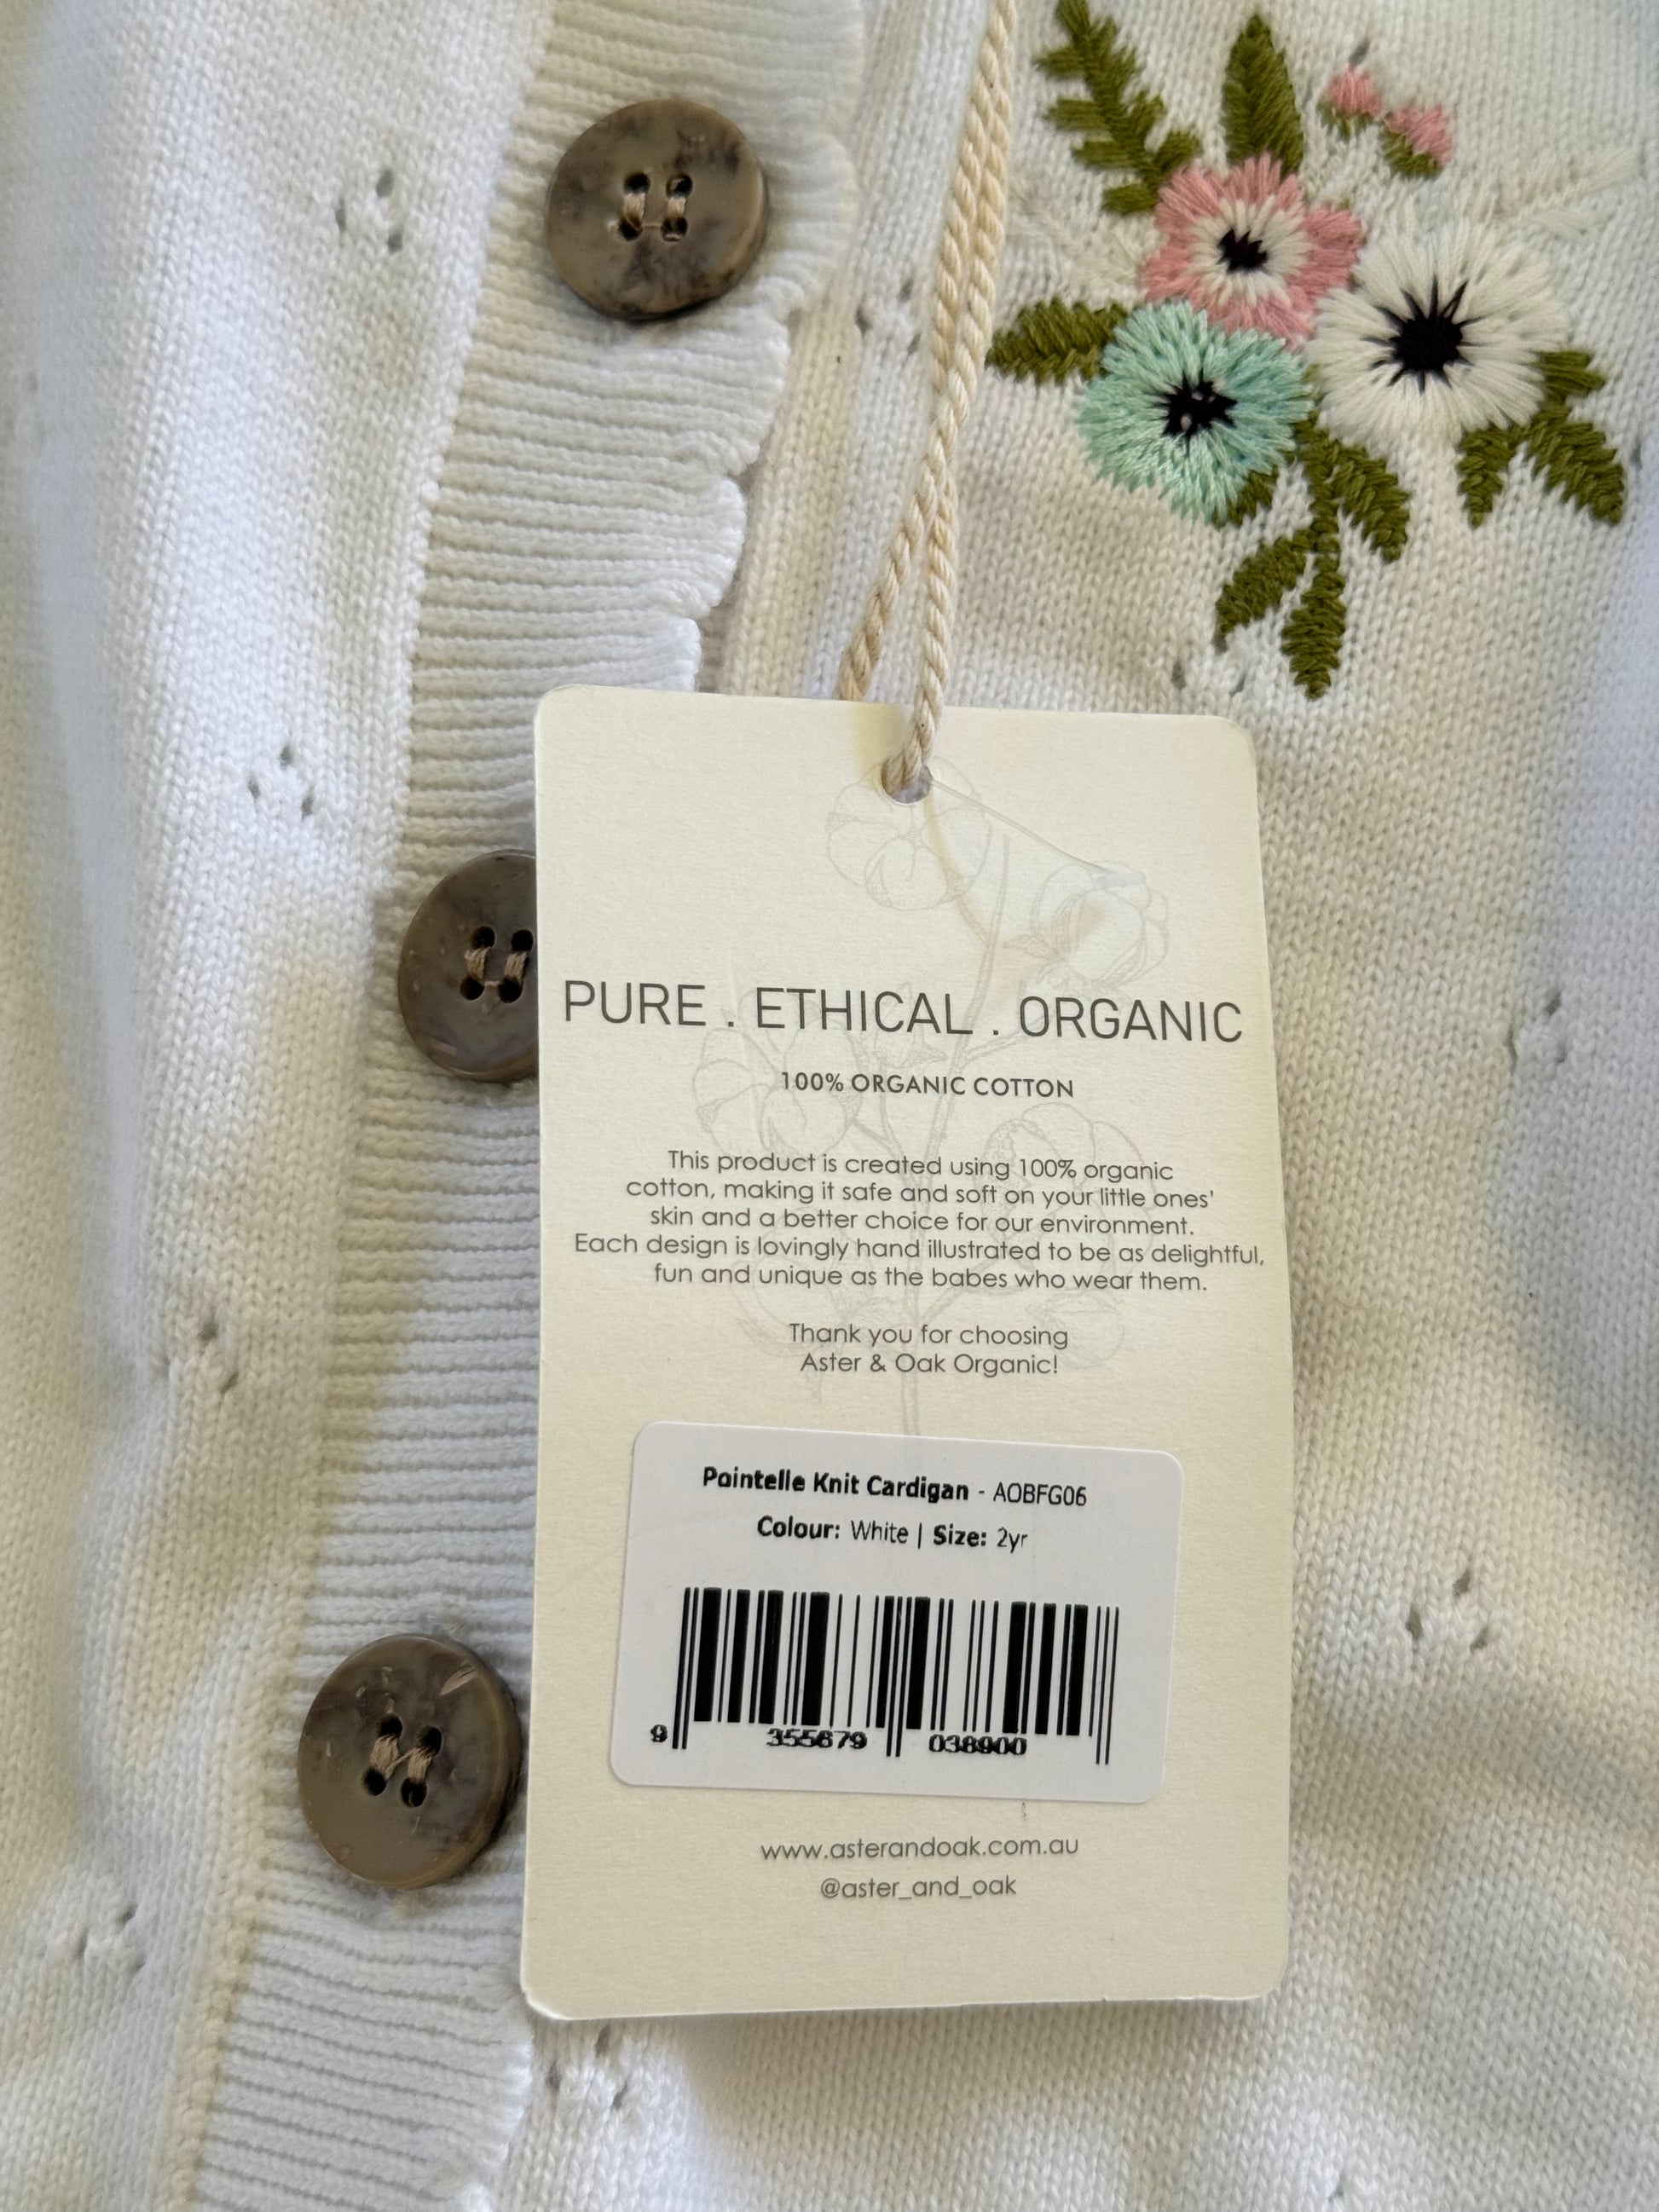 PURE . ETHICAL . ORGANIC
100% ORGANIC COTTON
This product is created using 100% organic
cotton, making it safe and soft on your little ones'
skin and a better choice for our environment.
Each design is lovingly hand illustrated to be as delightful,
fun and unique as the babes who wear them.
Thank you for choosing
Aster & Oak Organic!
Pointelle Knit Cardigan - AOBFG06
Colour: White | Size: 2yr
9 355679 038900
www.asterandoak.com.au
@aster_and_oak